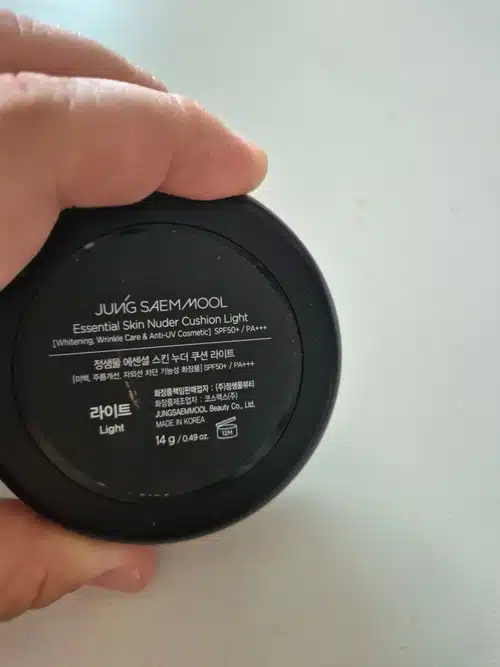 JUNG SAEMMOOL
Essential Skin Nuder Cushion Light
[Whitening, Wrinkle Care & Anti-UV Cosmetic] SPF50+ / PA+++
정샘물 에센셜 스킨 누더 쿠션 라이트
[미백, 주름개선, 자외선 차단 기능성 화장품] SPF50+ / PA+++
라이트
Light
화장품책임판매업자 : (주)정샘물뷰티
화장품제조업자 : 코스맥스(주)
JUNGSAEMMOOL Beauty Co., Ltd.
MADE IN KOREA
14 g / 0.49 oz.
12M